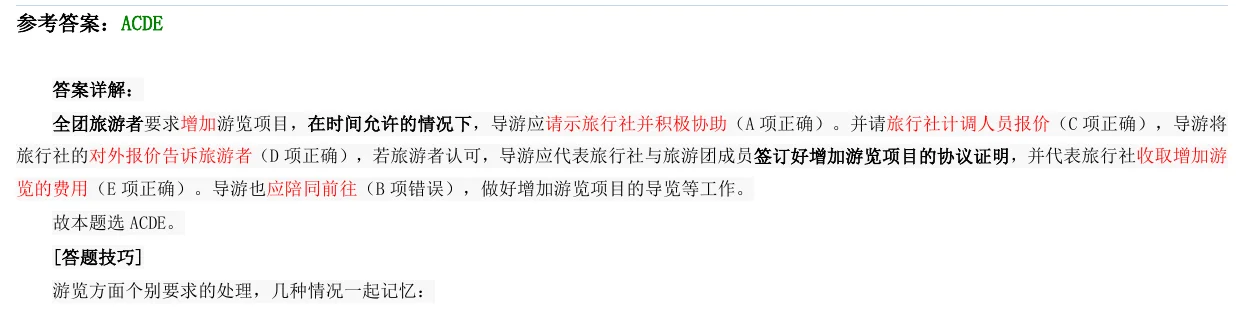 参考答案：ACDE
答案详解：
全团旅游者要求增加游览项目，在时间允许的情况下，导游应请示旅行社并积极协助（A 项正确）。并请旅行社计调人员报价（C 项正确），导游将
旅行社的对外报价告诉旅游者（D 项正确），若旅游者认可，导游应代表旅行社与旅游团成员签订好增加游览项目的协议证明，并代表旅行社收取增加游
览的费用（E 项正确）。导游也应陪同前往（B 项错误），做好增加游览项目的导览等工作。
故本题选 ACDE。
[答题技巧]
游览方面个别要求的处理，几种情况一起记忆：